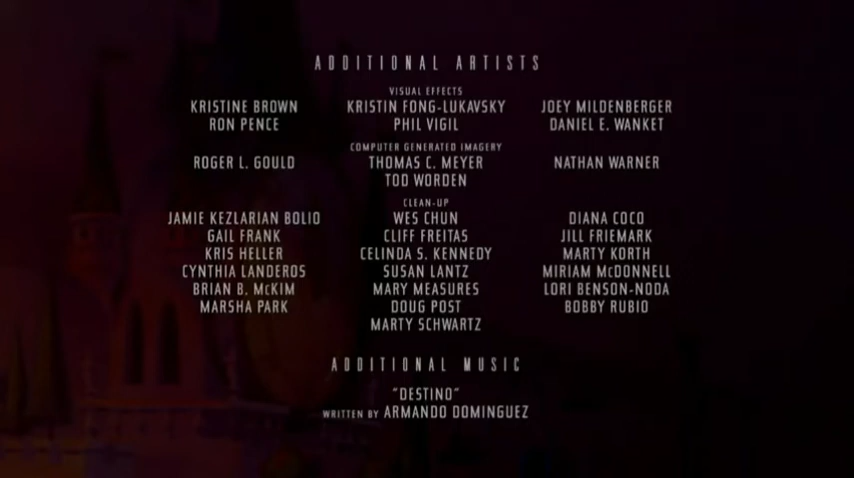 ADDITIONAL ARTISTS
VISUAL EFFECTS
KRISTINE BROWN KRISTIN FONG-LUKAVSKY JOEY MILDENBERGER
RON PENCE PHIL VIGIL DANIEL E. WANKET
COMPUTER GENERATED IMAGERY
ROGER L. GOULD THOMAS C. MEYER NATHAN WARNER
TOD WORDEN
CLEAN-UP
JAMIE KEZLARIAN BOLIO WES CHUN DIANA COCO
GAIL FRANK CLIFF FREITAS JILL FRIEMARK
KRIS HELLER CELINDA S. KENNEDY MARTY KORTH
CYNTHIA LANDEROS SUSAN LANTZ MIRIAM McDONNELL
BRIAN B. McKIM MARY MEASURES LORI BENSON-NODA
MARSHA PARK DOUG POST BOBBY RUBIO
MARTY SCHWARTZ
ADDITIONAL MUSIC
"DESTINO"
WRITTEN BY ARMANDO DOMINGUEZ